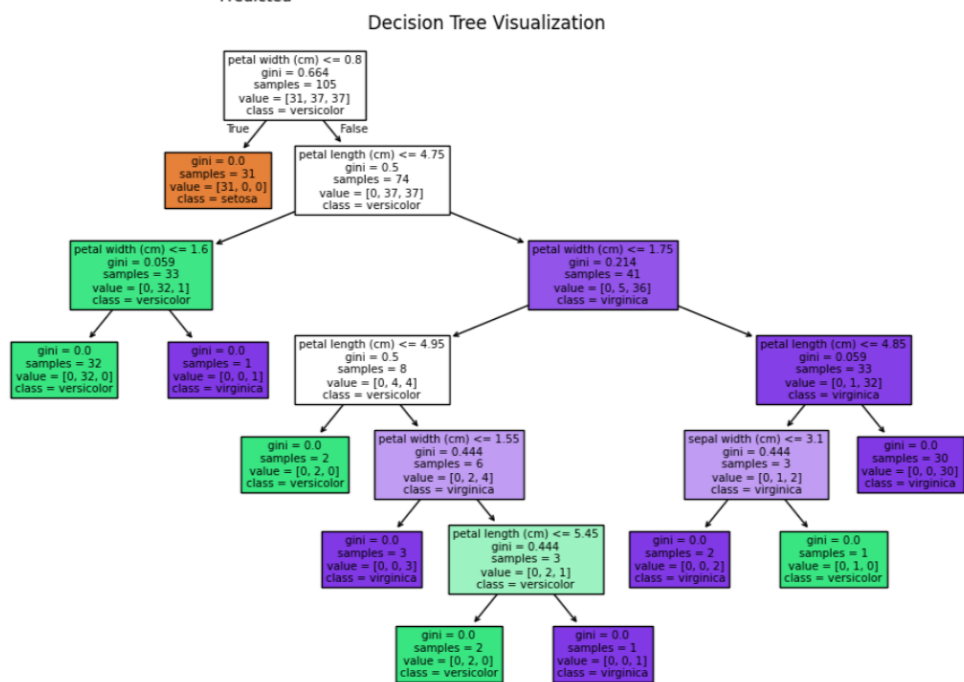 Predicted
Decision Tree Visualization
petal width (cm) <= 0.8
gini = 0.664
samples = 105
value = [31, 37, 37]
class = versicolor
True
False
gini = 0.0
samples = 31
value = [31, 0, 0]
class = setosa
petal length (cm) <= 4.75
gini = 0.5
samples = 74
value = [0, 37, 37]
class = versicolor
petal width (cm) <= 1.6
gini = 0.059
samples = 33
value = [0, 32, 1]
class = versicolor
petal width (cm) <= 1.75
gini = 0.214
samples = 41
value = [0, 5, 36]
class = virginica
gini = 0.0
samples = 32
value = [0, 32, 0]
class = versicolor
gini = 0.0
samples = 1
value = [0, 0, 1]
class = virginica
petal length (cm) <= 4.95
gini = 0.5
samples = 8
value = [0, 4, 4]
class = versicolor
petal length (cm) <= 4.85
gini = 0.059
samples = 33
value = [0, 1, 32]
class = virginica
gini = 0.0
samples = 2
value = [0, 2, 0]
class = versicolor
petal width (cm) <= 1.55
gini = 0.444
samples = 6
value = [0, 2, 4]
class = virginica
sepal width (cm) <= 3.1
gini = 0.444
samples = 3
value = [0, 1, 2]
class = virginica
gini = 0.0
samples = 30
value = [0, 0, 30]
class = virginica
gini = 0.0
samples = 3
value = [0, 0, 3]
class = virginica
petal length (cm) <= 5.45
gini = 0.444
samples = 3
value = [0, 2, 1]
class = versicolor
gini = 0.0
samples = 2
value = [0, 0, 2]
class = virginica
gini = 0.0
samples = 1
value = [0, 1, 0]
class = versicolor
gini = 0.0
samples = 2
value = [0, 2, 0]
class = versicolor
gini = 0.0
samples = 1
value = [0, 0, 1]
class = virginica